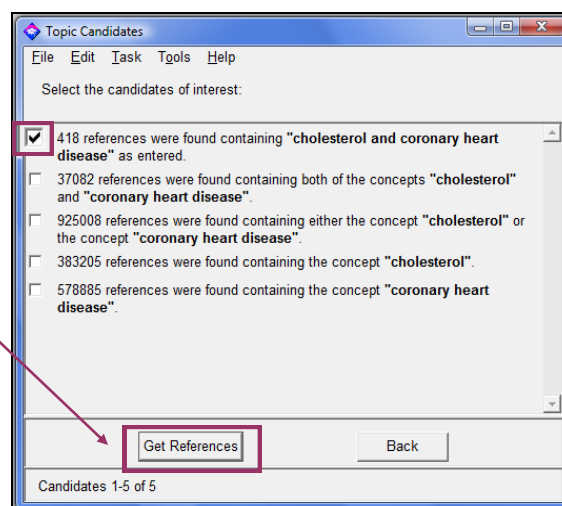 Topic Candidates
File Edit Task Tools Help
Select the candidates of interest:
418 references were found containing "cholesterol and coronary heart
disease" as entered.
37082 references were found containing both of the concepts "cholesterol"
and "coronary heart disease".
925008 references were found containing either the concept "cholesterol" or
the concept "coronary heart disease".
383205 references were found containing the concept "cholesterol".
578885 references were found containing the concept "coronary heart
disease".
Get References Back
Candidates 1-5 of 5